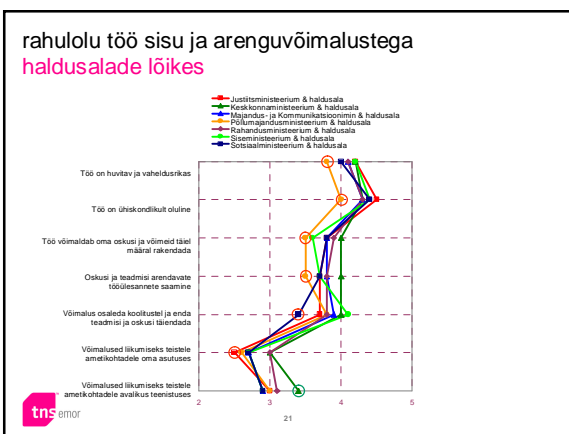 rahulolu töö sisu ja arenguvõimalustega
haldusalade lõikes
Justiitsministeerium & haldusala
Keskkonnaministeerium & haldusala
Majandus- ja Kommunikatsioonimin & haldusala
Põllumajandusministeerium & haldusala
Rahandusministeerium & haldusala
Siseministeerium & haldusala
Sotsiaalministeerium & haldusala
Töö on huvitav ja vaheldusrikas
Töö on ühiskondlikult oluline
Töö võimaldab oma oskusi ja võimeid täiel
määral rakendada
Oskusi ja teadmisi arendavate
tööülesannete saamine
Võimalus osaleda koolitustel ja enda
teadmisi ja oskusi täiendada
Võimalused liikumiseks teistele
ametikohtadele oma asutuses
Võimalused liikumiseks teistele
ametikohtadele avalikus teenistuses
2 3 4 5
tns emor
21